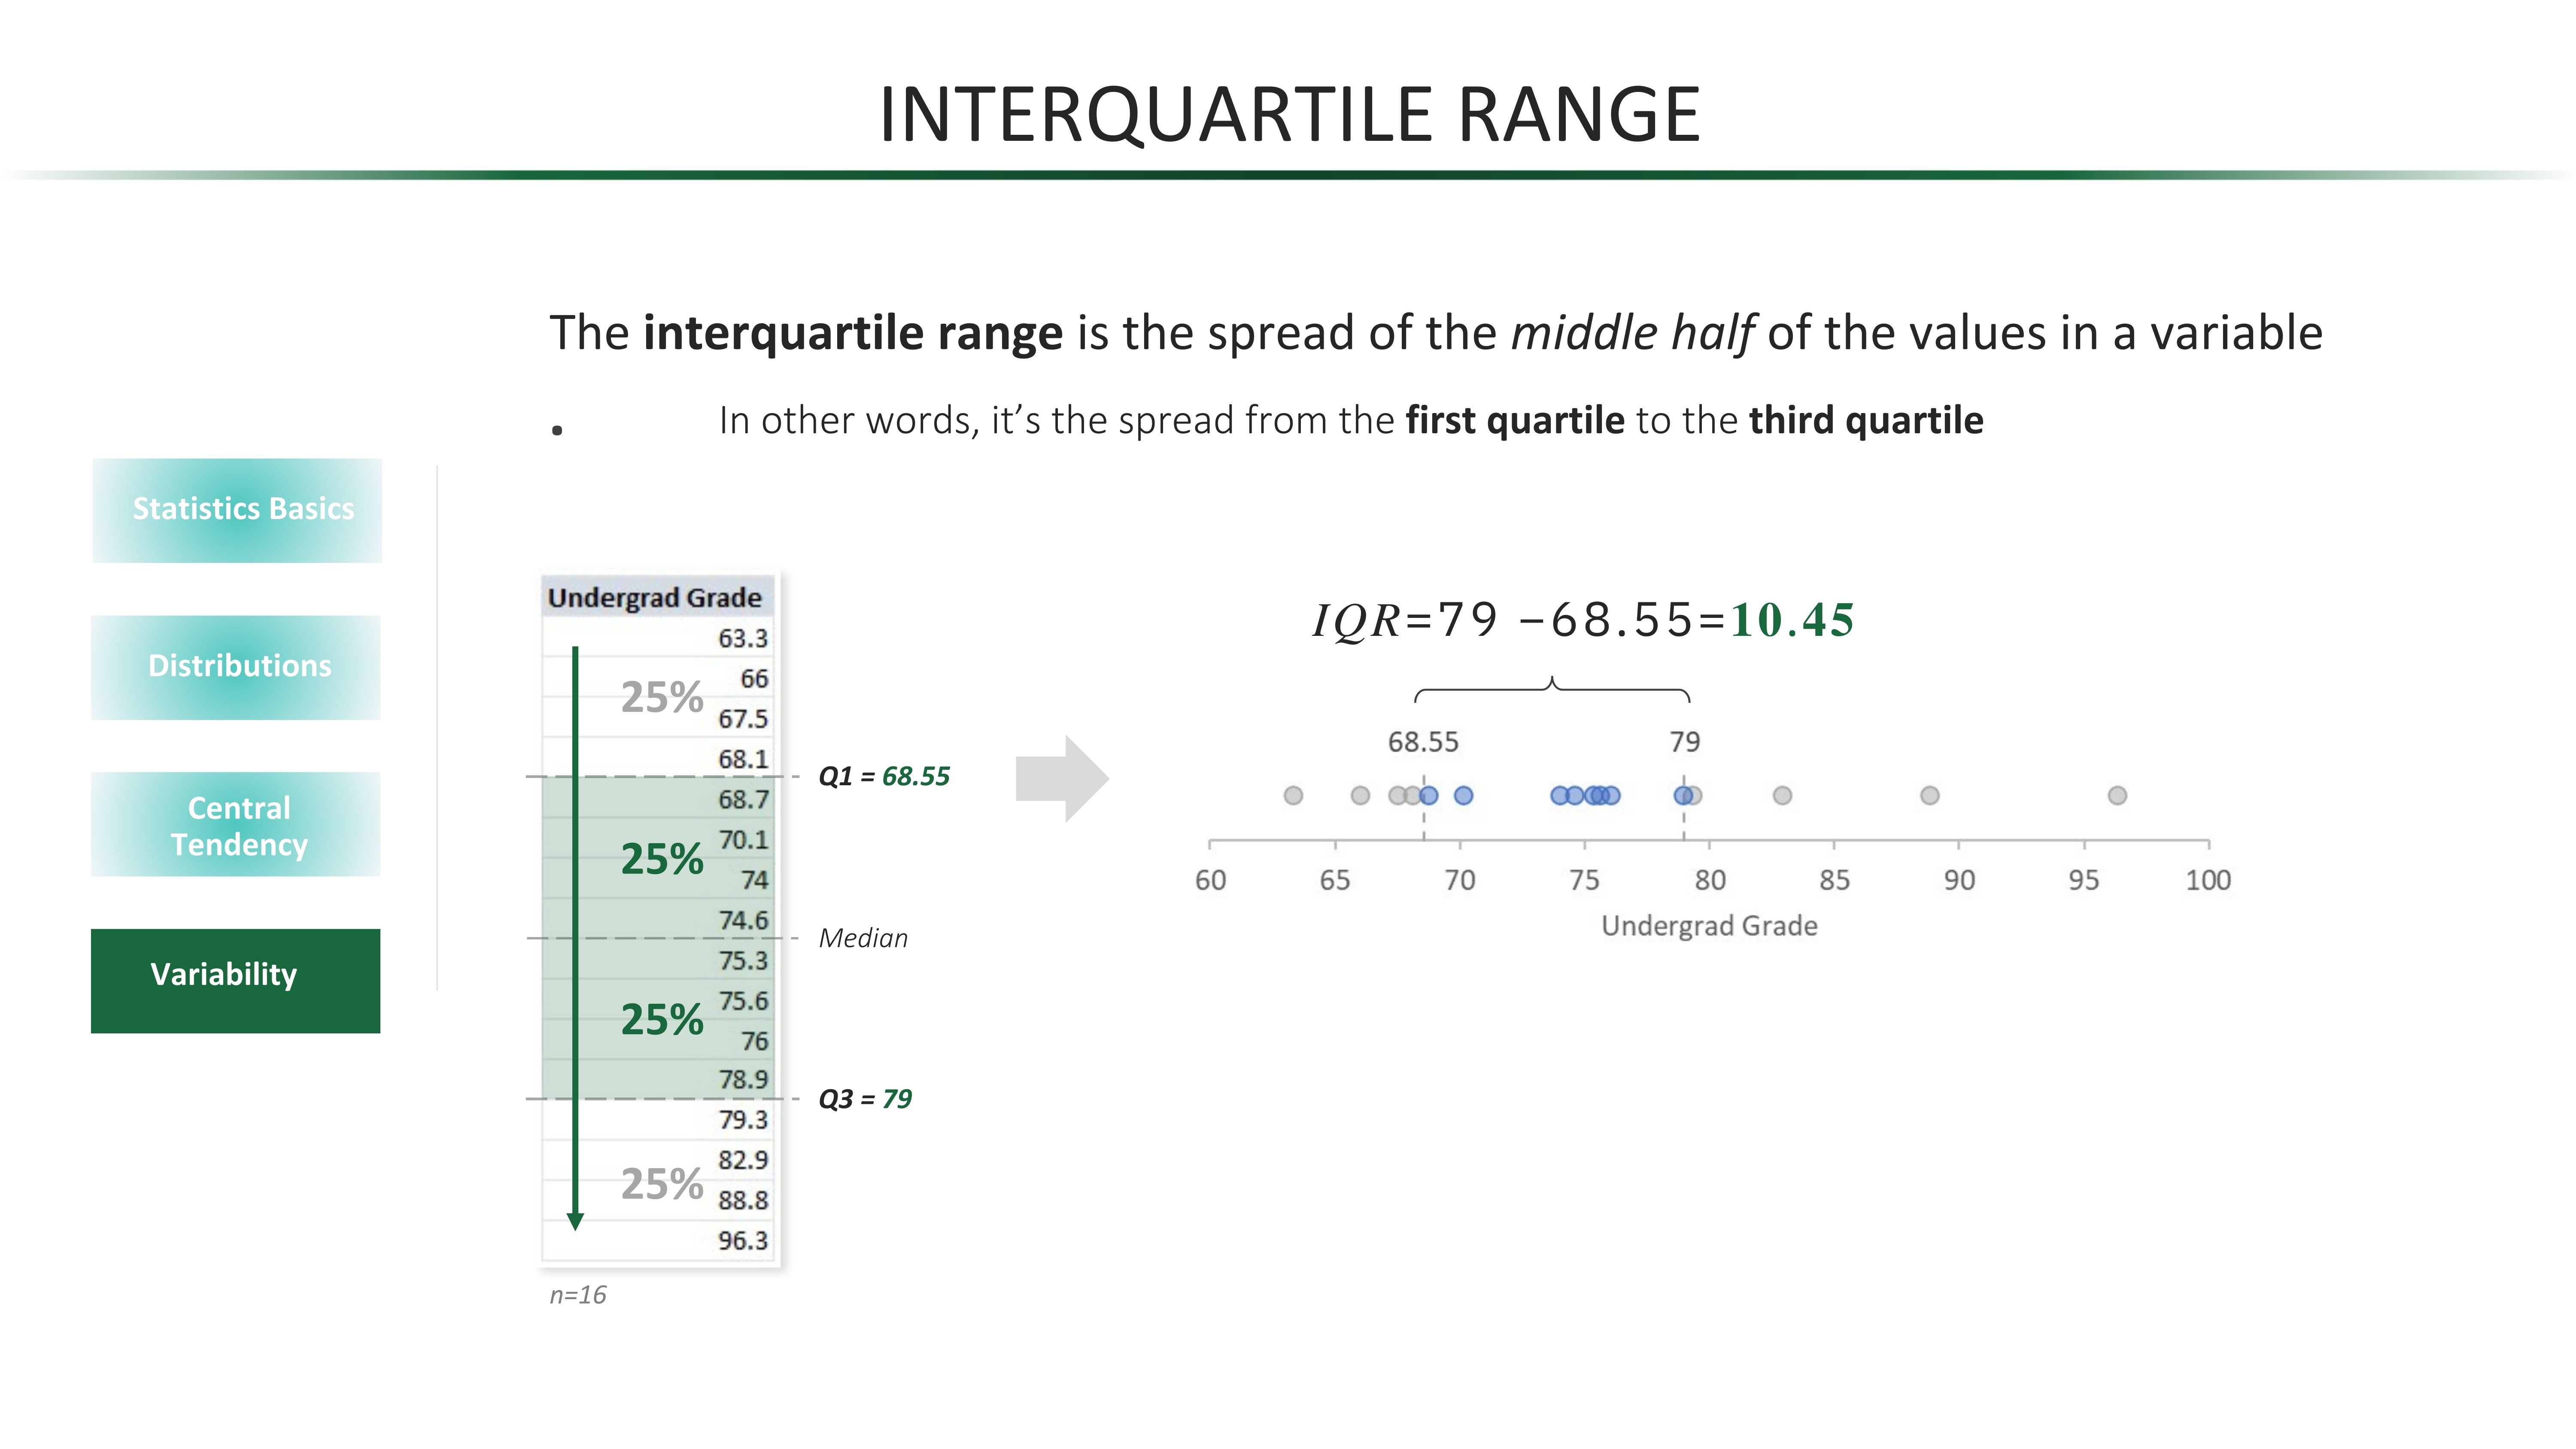 INTERQUARTILE RANGE
The interquartile range is the spread of the middle half of the values in a variable
• In other words, it’s the spread from the first quartile to the third quartile
Statistics Basics
Distributions
Central
Tendency
Variability
Undergrad Grade
63.3
66
25%
67.5
68.1
Q1 = 68.55
68.7
70.1
25%
74
74.6
Median
75.3
75.6
25%
76
78.9
Q3 = 79
79.3
82.9
25%
88.8
96.3
n=16
IQR=79 −68.55=10.45
68.55 79
60 65 70 75 80 85 90 95 100
Undergrad Grade